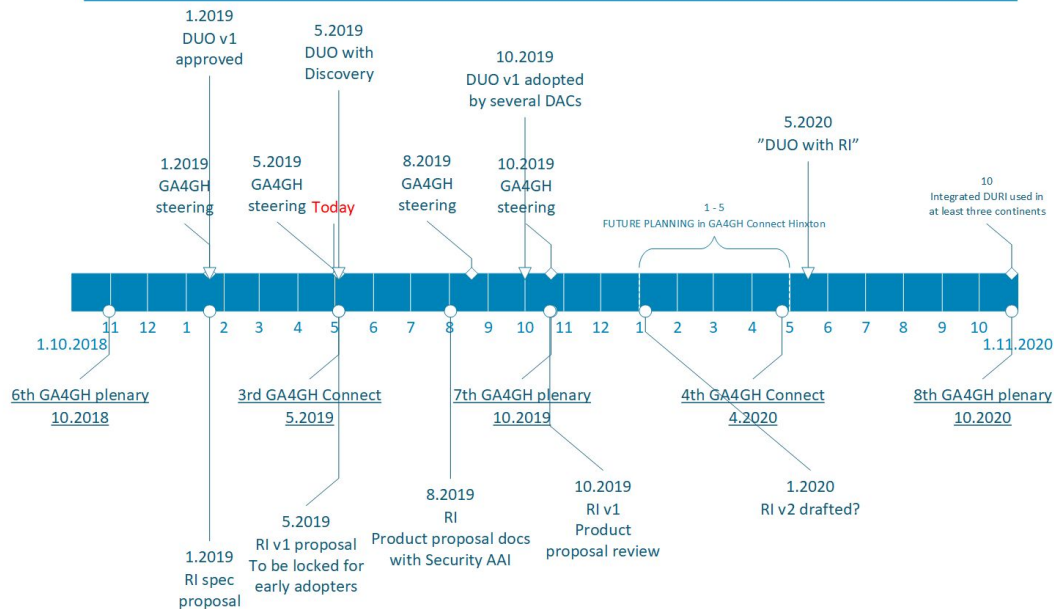 1.2019
DUO v1
approved
5.2019
DUO with
Discovery
10.2019
DUO v1 adopted
by several DACs
5.2020
”DUO with RI”
1.2019
GA4GH
steering
5.2019
GA4GH
steering
Today
8.2019
GA4GH
steering
10.2019
GA4GH
steering
1 - 5
FUTURE PLANNING in GA4GH Connect Hinxton
10
Integrated DURI used in
at least three continents
11 12 1 2 3 4 5 6 7 8 9 10 11 12 1 2 3 4 5 6 7 8 9 10
1.10.2018
1.11.2020
6th GA4GH plenary
10.2018
3rd GA4GH Connect
5.2019
7th GA4GH plenary
10.2019
4th GA4GH Connect
4.2020
8th GA4GH plenary
10.2020
1.2019
RI spec
proposal
5.2019
RI v1 proposal
To be locked for
early adopters
8.2019
RI
Product proposal docs
with Security AAI
10.2019
RI v1
Product
proposal review
1.2020
RI v2 drafted?